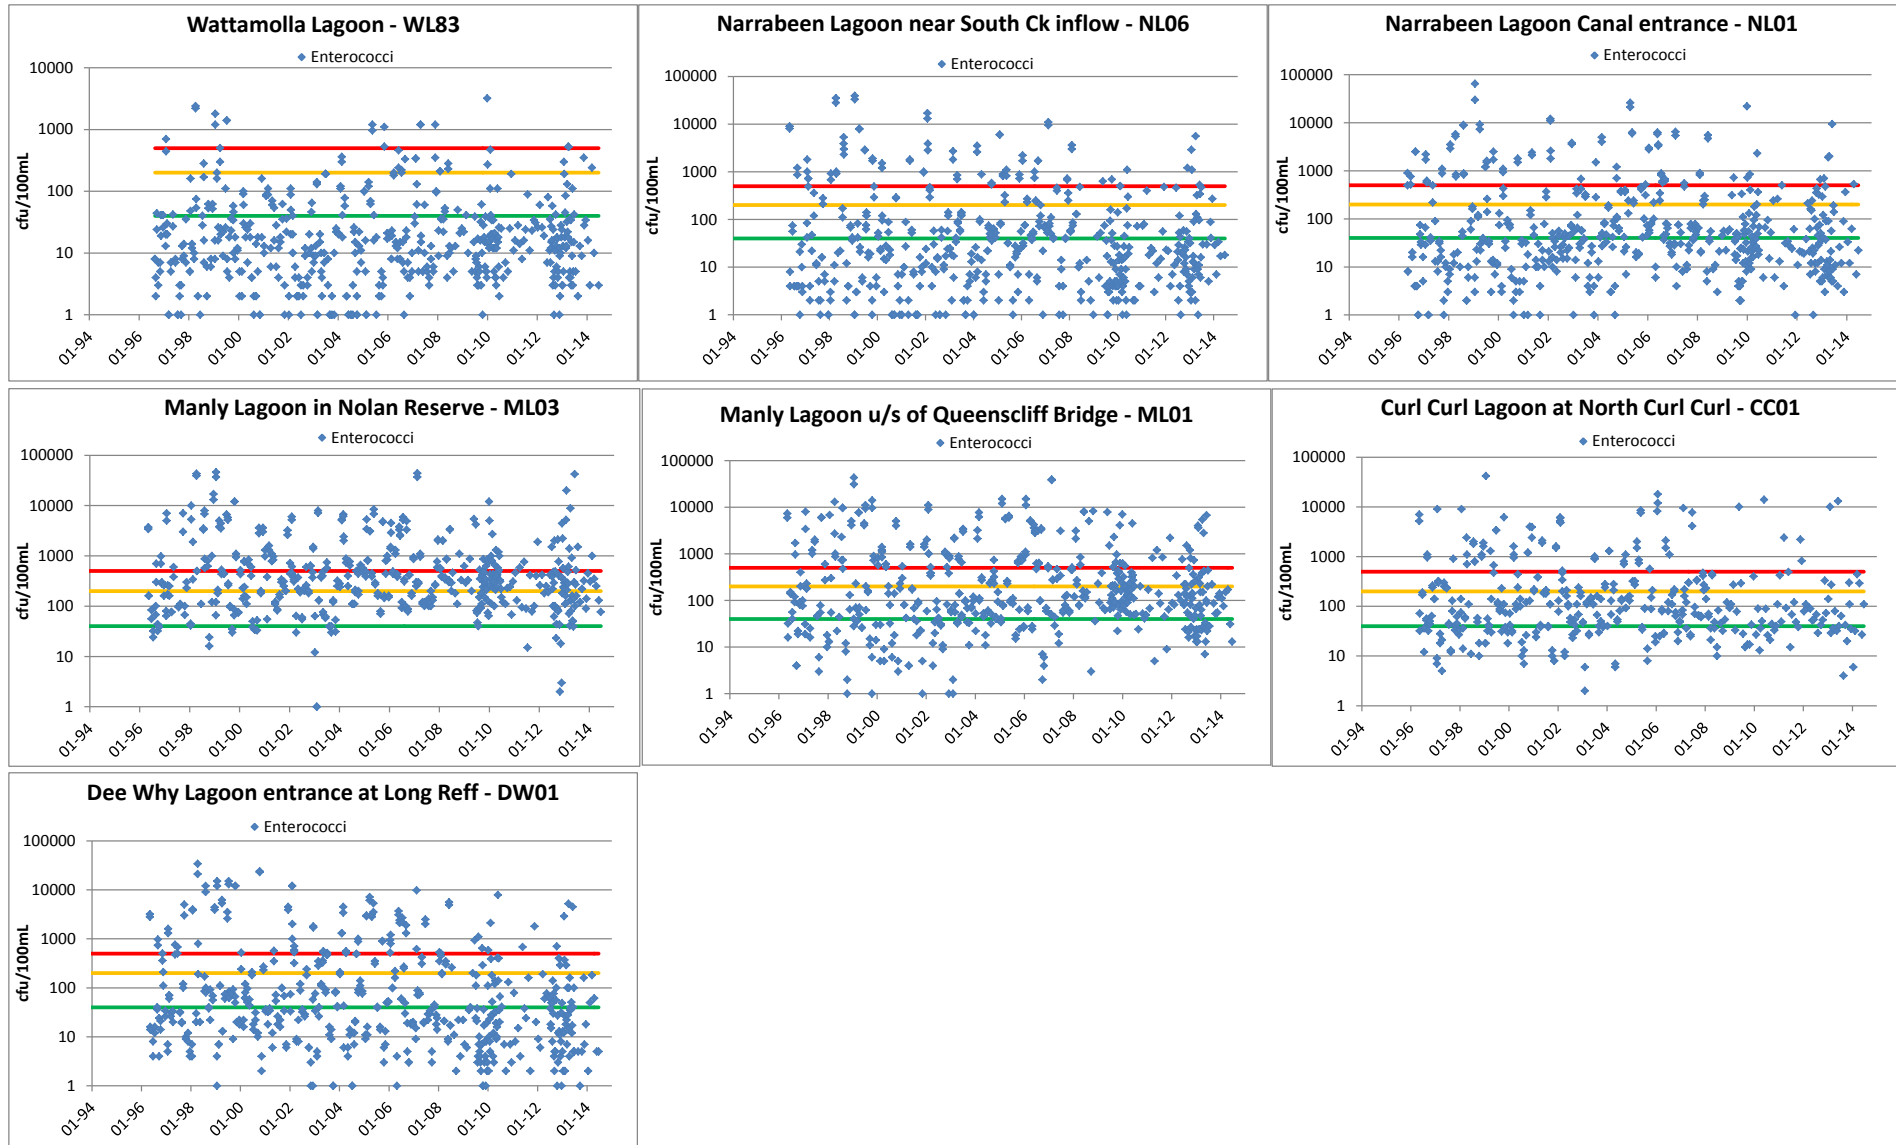 Wattamolla Lagoon - WL83
Enterococci
cfu/100mL
10000
1000
100
10
1
01-94 01-96 01-98 01-00 01-02 01-04 01-06 01-08 01-10 01-12 01-14
Narrabeen Lagoon near South Ck inflow - NL06
Enterococci
cfu/100mL
100000
10000
1000
100
10
1
01-94 01-96 01-98 01-00 01-02 01-04 01-06 01-08 01-10 01-12 01-14
Narrabeen Lagoon Canal entrance - NL01
Enterococci
cfu/100mL
100000
10000
1000
100
10
1
01-94 01-96 01-98 01-00 01-02 01-04 01-06 01-08 01-10 01-12 01-14
Manly Lagoon in Nolan Reserve - ML03
Enterococci
cfu/100mL
100000
10000
1000
100
10
1
01-94 01-96 01-98 01-00 01-02 01-04 01-06 01-08 01-10 01-12 01-14
Manly Lagoon u/s of Queenscliff Bridge - ML01
Enterococci
cfu/100mL
100000
10000
1000
100
10
1
01-94 01-96 01-98 01-00 01-02 01-04 01-06 01-08 01-10 01-12 01-14
Curl Curl Lagoon at North Curl Curl - CC01
Enterococci
cfu/100mL
100000
10000
1000
100
10
1
01-94 01-96 01-98 01-00 01-02 01-04 01-06 01-08 01-10 01-12 01-14
Dee Why Lagoon entrance at Long Reff - DW01
Enterococci
cfu/100mL
100000
10000
1000
100
10
1
01-94 01-96 01-98 01-00 01-02 01-04 01-06 01-08 01-10 01-12 01-14